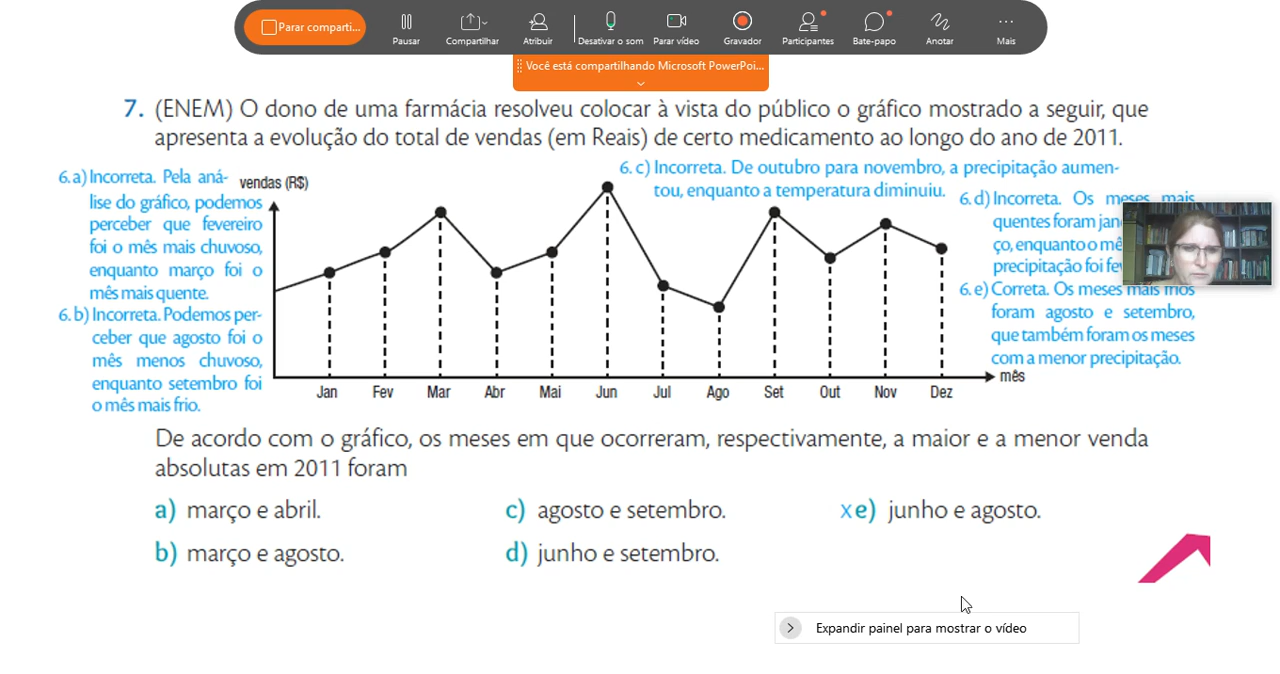 Parar comparti...
Pausar
Compartilhar
Atribuir
Desativar o som
Parar vídeo
Gravador
Participantes
Bate-papo
Anotar
Mais
Você está compartilhando Microsoft PowerPoi...
7. (ENEM) O dono de uma farmácia resolveu colocar à vista do público o gráfico mostrado a seguir, que
apresenta a evolução do total de vendas (em Reais) de certo medicamento ao longo do ano de 2011.
6. a) Incorreta. Pela aná-
lise do gráfico, podemos
perceber que fevereiro
foi o mês mais chuvoso,
enquanto março foi o
mês mais quente.
6. b) Incorreta. Podemos per-
ceber que agosto foi o
mês menos chuvoso,
enquanto setembro foi
o mês mais frio.
vendas (R$)
6. c) Incorreta. De outubro para novembro, a precipitação aumen-
tou, enquanto a temperatura diminuiu.
6. d) Incorreta. Os meses mais
quentes foram
ço, enquanto o
precipitação foi
6. e) Correta. Os meses mais frios
foram agosto e setembro,
que também foram os meses
com a menor precipitação.
mês
Jan Fev Mar Abr Mai Jun Jul Ago Set Out Nov Dez
De acordo com o gráfico, os meses em que ocorreram, respectivamente, a maior e a menor venda
absolutas em 2011 foram
a) março e abril.
b) março e agosto.
c) agosto e setembro.
d) junho e setembro.
x e) junho e agosto.
Expandir painel para mostrar o vídeo